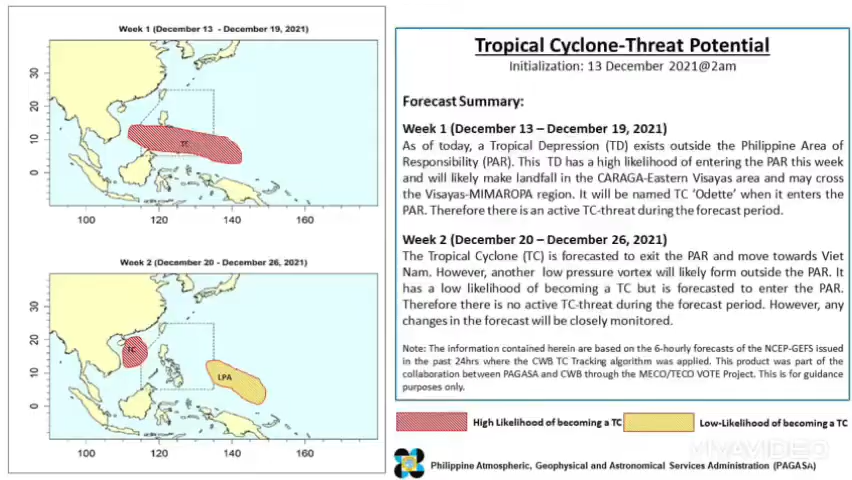 Week 1 (December 13 - December 19, 2021)
30
20
10
0
TC
100
120
140
160
Week 2 (December 20 - December 26, 2021)
30
20
10
0
TC
LPA
100
120
140
160
Tropical Cyclone-Threat Potential
Initialization: 13 December 2021@2am
Forecast Summary:
Week 1 (December 13 – December 19, 2021)
As of today, a Tropical Depression (TD) exists outside the Philippine Area of
Responsibility (PAR). This TD has a high likelihood of entering the PAR this week
and will likely make landfall in the CARAGA-Eastern Visayas area and may cross
the Visayas-MIMAROPA region. It will be named TC ‘Odette’ when it enters the
PAR. Therefore there is an active TC-threat during the forecast period.
Week 2 (December 20 – December 26, 2021)
The Tropical Cyclone (TC) is forecasted to exit the PAR and move towards Viet
Nam. However, another low pressure vortex will likely form outside the PAR. It
has a low likelihood of becoming a TC but is forecasted to enter the PAR.
Therefore there is no active TC-threat during the forecast period. However, any
changes in the forecast will be closely monitored.
Note: The information contained herein are based on the 6-hourly forecasts of the NCEP-GEFS issued
in the past 24hrs where the CWB TC Tracking algorithm was applied. This product was part of the
collaboration between PAGASA and CWB through the MECO/TECO VOTE Project. This is for guidance
purposes only.
High Likelihood of becoming a TC
Low-Likelihood of becoming a TC
MIVAVIDEO
Philippine Atmospheric, Geophysical and Astronomical Services Administration (PAGASA)